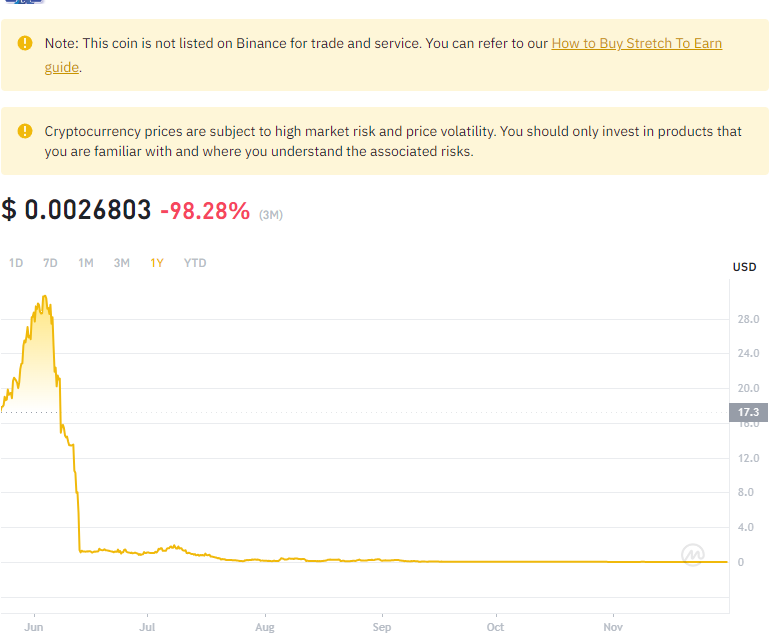 Note: This coin is not listed on Binance for trade and service. You can refer to our How to Buy Stretch To Earn
guide.
Cryptocurrency prices are subject to high market risk and price volatility. You should only invest in products that
you are familiar with and where you understand the associated risks.
$ 0.0026803 -98.28% (3M)
1D 7D 1M 3M 1Y YTD
USD
28.0
24.0
20.0
17.3
16.0
12.0
8.0
4.0
0
Jun Jul Aug Sep Oct Nov